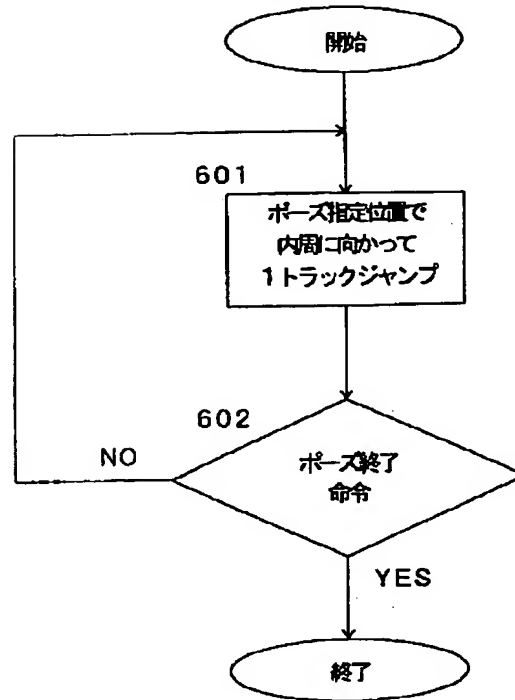 開始
601
ポーズ指定位置で
内周に向かって
1トラックジャンプ
602
NO
ポーズ終了
命令
YES
終了